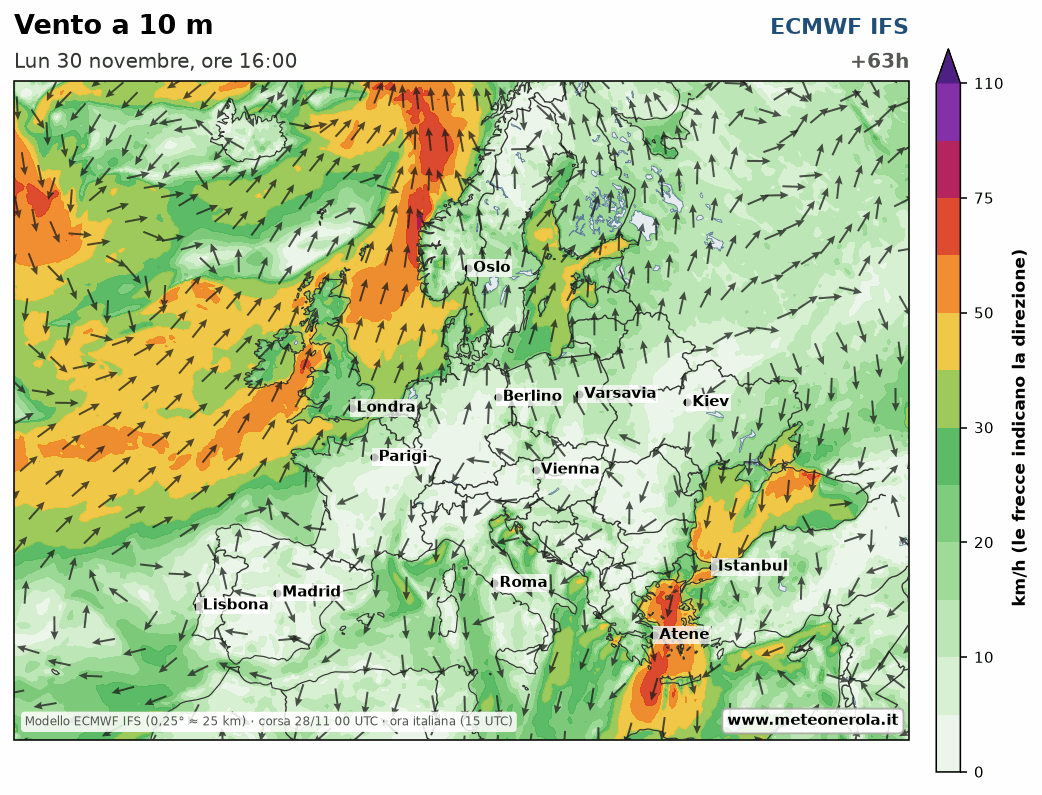 Vento a 10 m
ECMWF IFS
Lun 30 novembre, ore 16:00
+63h
110
75
50
30
20
10
0
km/h (le frecce indicano la direzione)
Oslo
Berlino
Varsavia
Kiev
Londra
Parigi
Vienna
Istanbul
Roma
Madrid
Lisbona
Atene
Modello ECMWF IFS (0,25° ≈ 25 km) · corsa 28/11 00 UTC · ora italiana (15 UTC)
www.meteonerola.it